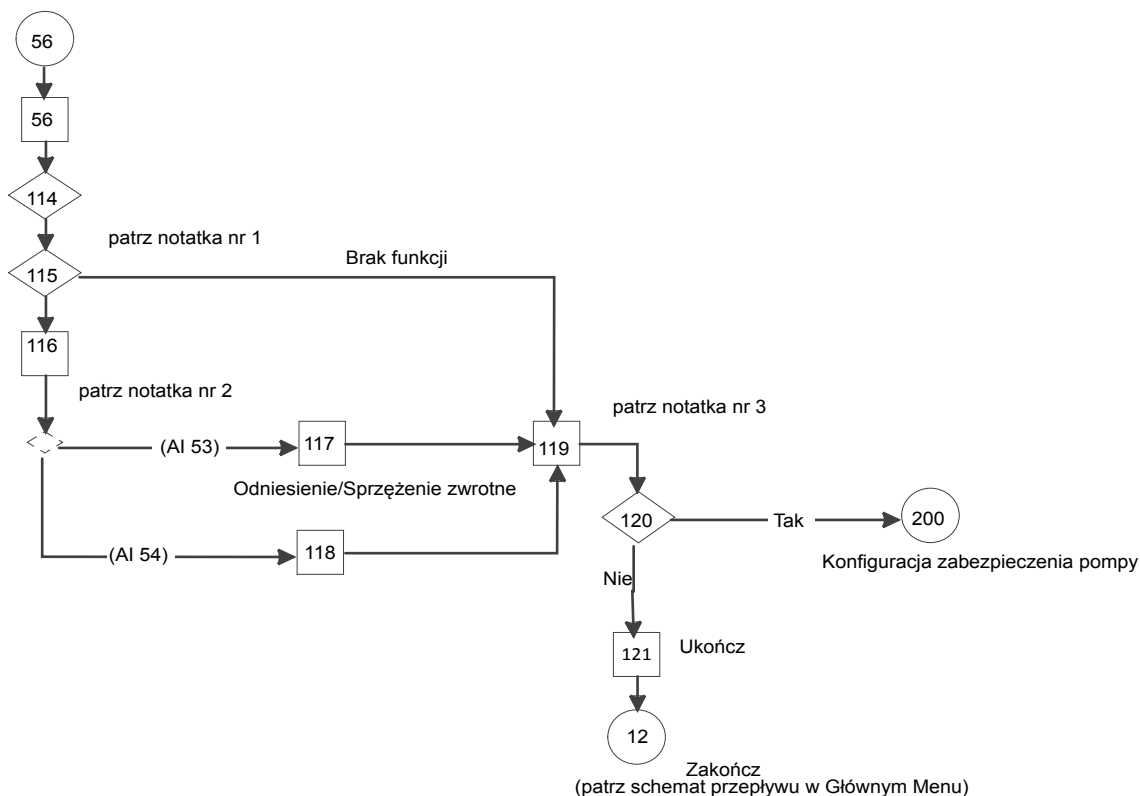 56
56
114
patrz notatka nr 1
115
Brak funkcji
116
patrz notatka nr 2
patrz notatka nr 3
(AI 53)
117
119
Odniesienie/Sprzężenie zwrotne
120
Tak
200
(AI 54)
118
Konfiguracja zabezpieczenia pompy
Nie
121
Ukończ
12
Zakończ
(patrz schemat przepływu w Głównym Menu)